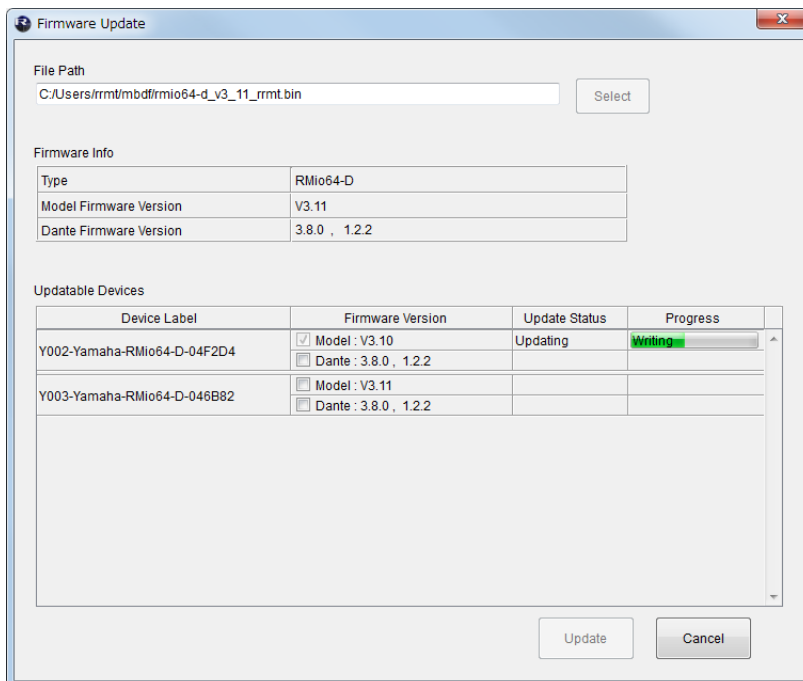 Firmware Update
File Path
C:/Users/rrmt/mbdf/rmio64-d_v3_11_rrmt.bin
Select
Firmware Info
Type RMio64-D
Model Firmware Version V3.11
Dante Firmware Version 3.8.0 , 1.2.2
Updatable Devices
Device Label Firmware Version Update Status Progress
Y002-Yamaha-RMio64-D-04F2D4
Model : V3.10 Updating Writing
Dante : 3.8.0 , 1.2.2
Y003-Yamaha-RMio64-D-046B82
Model : V3.11
Dante : 3.8.0 , 1.2.2
Update Cancel